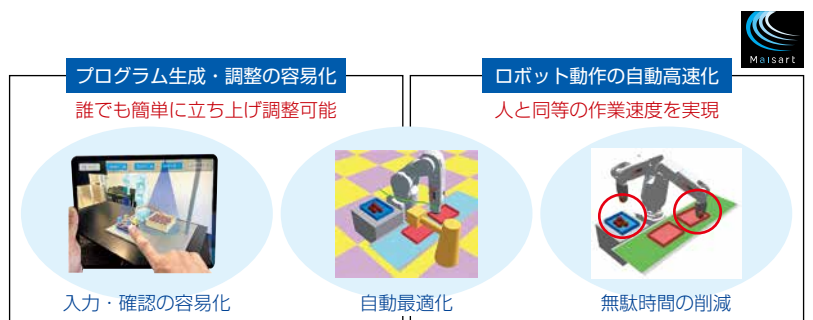 Maisart
プログラム生成・調整の容易化
ロボット動作の自動高速化
誰でも簡単に立ち上げ調整可能
人と同等の作業速度を実現
入力・確認の容易化
自動最適化
無駄時間の削減